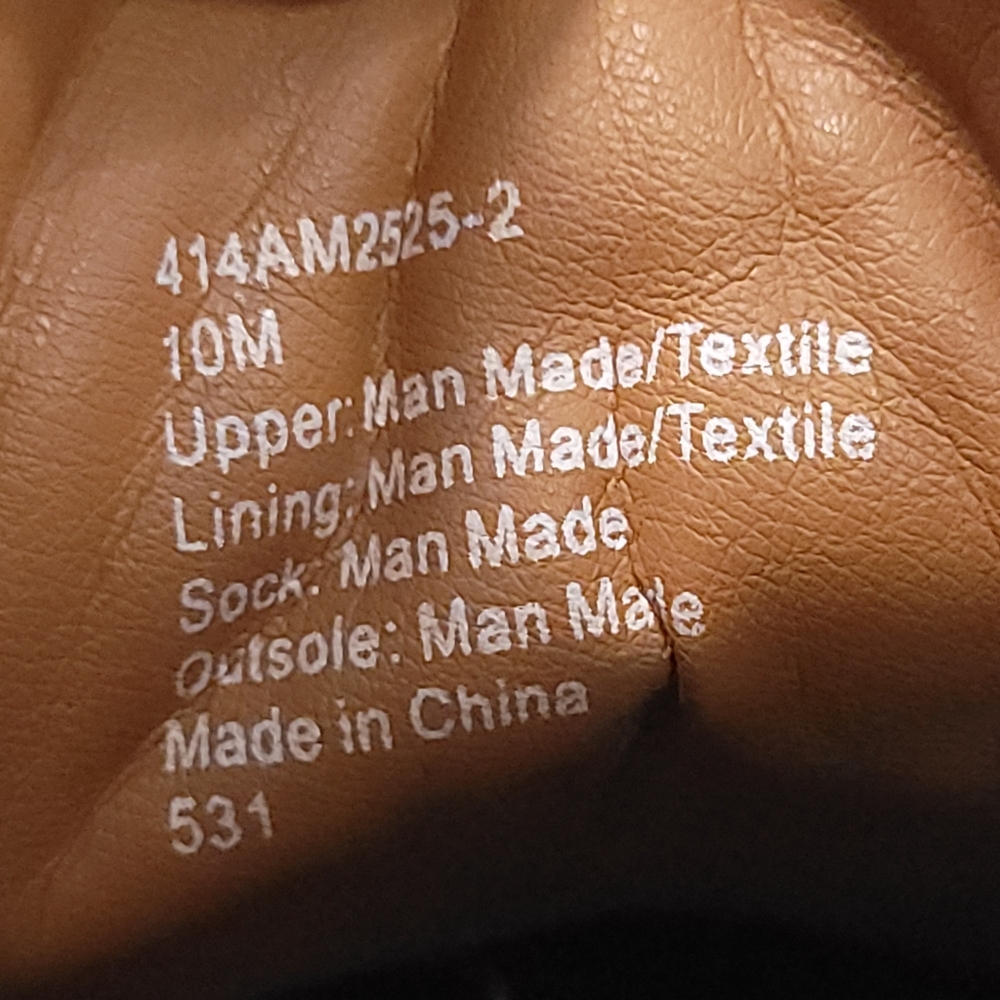 414AM2525-2
10M
Upper: Man Made/Textile
Lining: Man Made/Textile
Sock: Man Made
Outsole: Man Made
Made in China
531